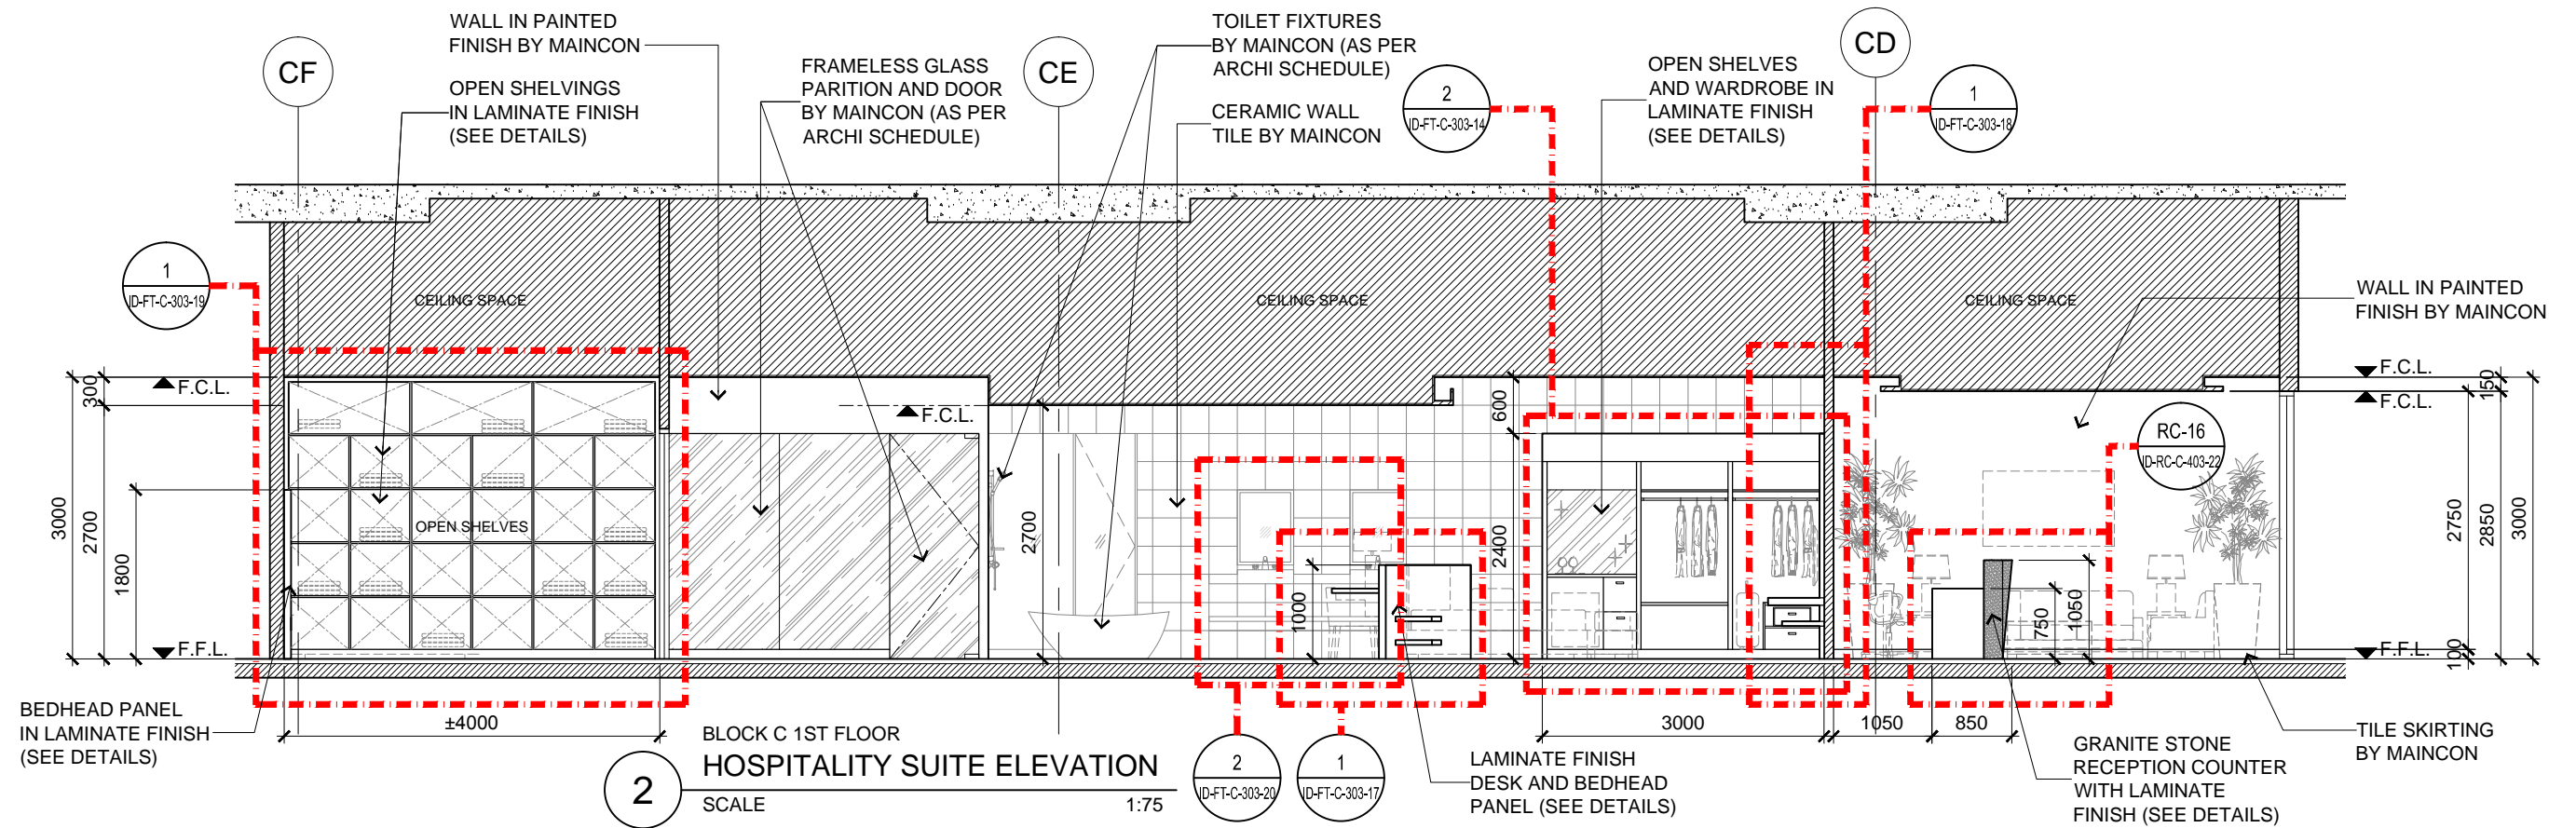 WALL IN PAINTED
FINISH BY MAINCON
OPEN SHELVINGS
IN LAMINATE FINISH
(SEE DETAILS)
FRAMELESS GLASS
PARITION AND DOOR
BY MAINCON (AS PER
ARCHI SCHEDULE)
TOILET FIXTURES
BY MAINCON (AS PER
ARCHI SCHEDULE)
CERAMIC WALL
TILE BY MAINCON
OPEN SHELVES
AND WARDROBE IN
LAMINATE FINISH
(SEE DETAILS)
CF
CE
CD
2
ID-FT-C-303-14
1
ID-FT-C-303-18
1
ID-FT-C-303-19
CEILING SPACE
CEILING SPACE
CEILING SPACE
WALL IN PAINTED
FINISH BY MAINCON
F.C.L.
F.C.L.
F.C.L.
F.C.L.
300
3000
2700
1800
OPEN SHELVES
2700
600
2400
1000
RC-16
ID-RC-C-403-22
750
1050
150
2750
2850
3000
100
F.F.L.
F.F.L.
±4000
3000
1050
850
BEDHEAD PANEL
IN LAMINATE FINISH
(SEE DETAILS)
2
BLOCK C 1ST FLOOR
HOSPITALITY SUITE ELEVATION
SCALE 1:75
2
ID-FT-C-303-20
1
ID-FT-C-303-17
LAMINATE FINISH
DESK AND BEDHEAD
PANEL (SEE DETAILS)
GRANITE STONE
RECEPTION COUNTER
WITH LAMINATE
FINISH (SEE DETAILS)
TILE SKIRTING
BY MAINCON